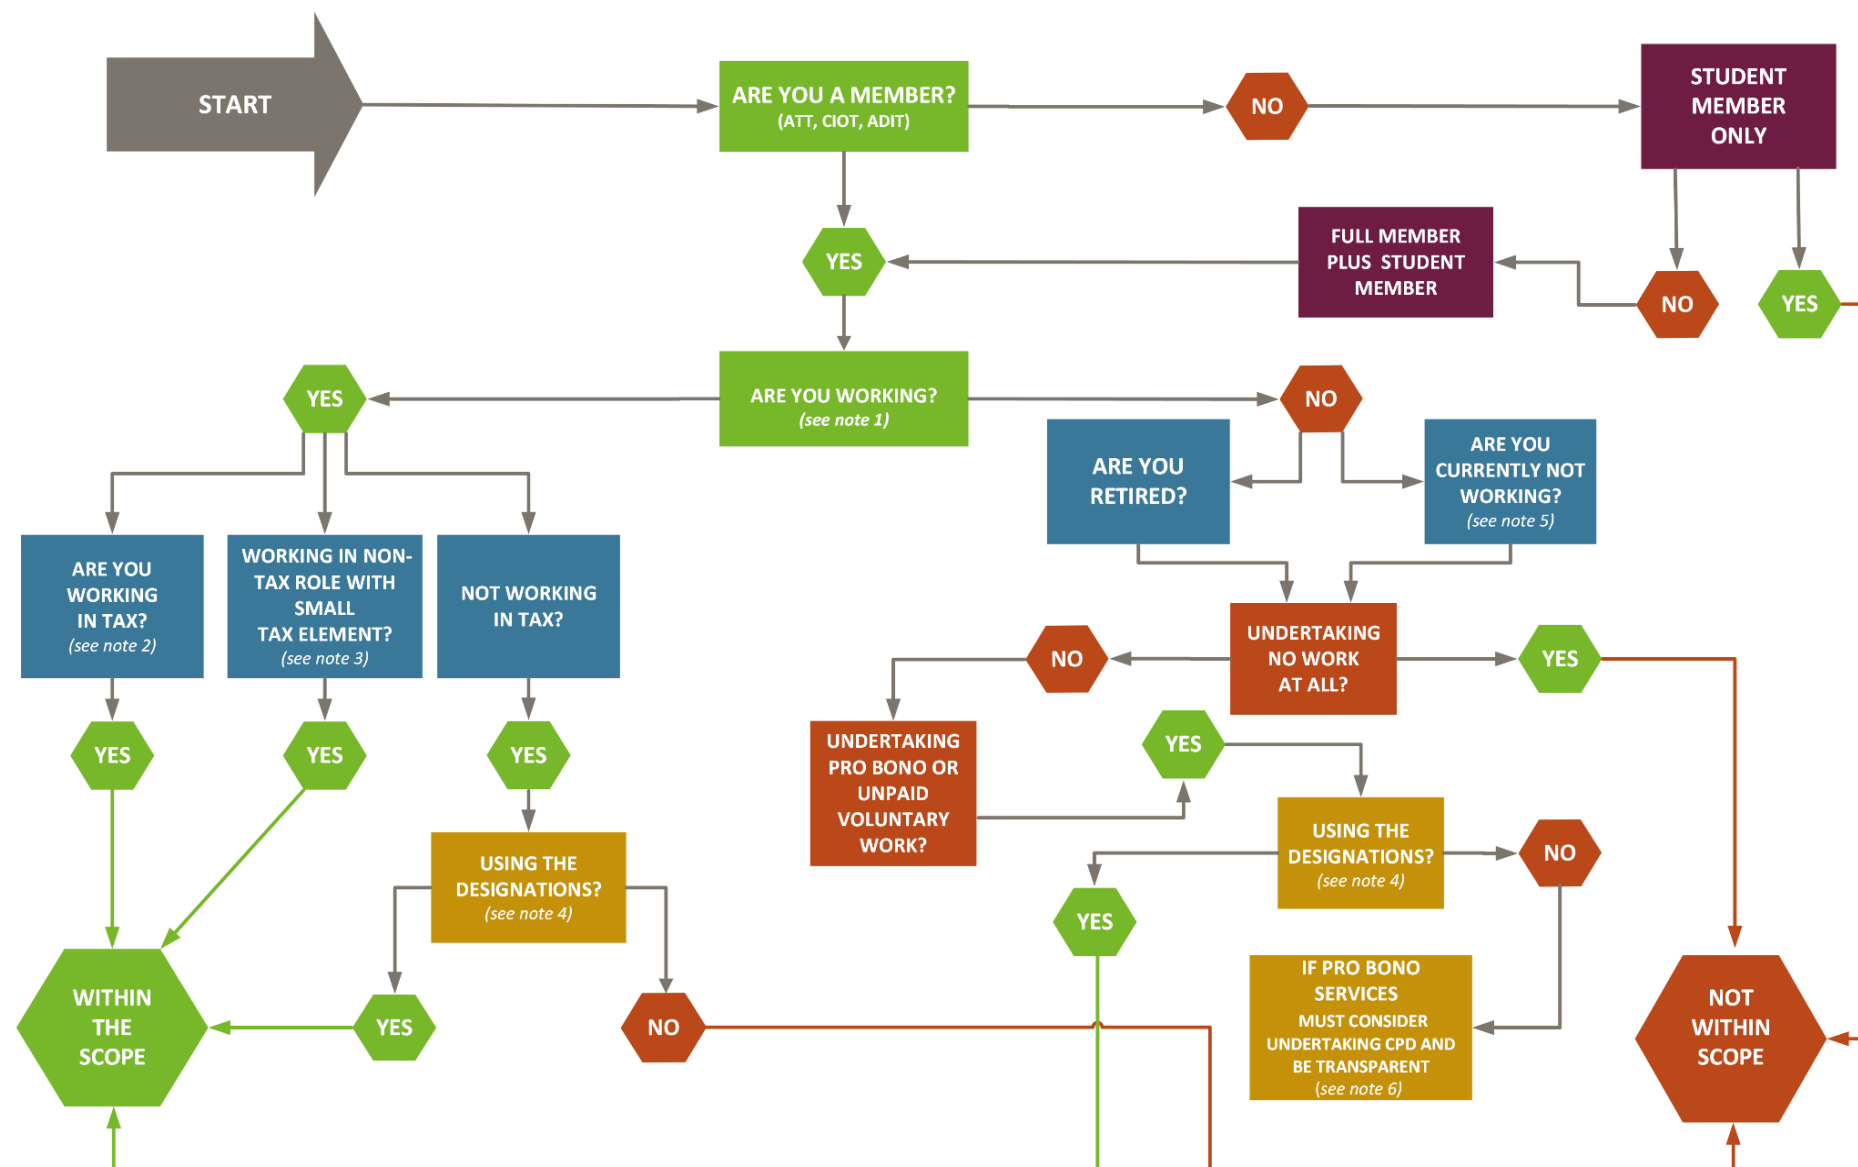 START
ARE YOU A MEMBER?
(ATT, CIOT, ADIT)
NO
STUDENT
MEMBER
ONLY
YES
FULL MEMBER
PLUS STUDENT
MEMBER
NO
YES
YES
ARE YOU WORKING?
(see note 1)
NO
ARE YOU
RETIRED?
ARE YOU
CURRENTLY NOT
WORKING?
(see note 5)
ARE YOU
WORKING
IN TAX?
(see note 2)
WORKING IN NON-
TAX ROLE WITH
SMALL
TAX ELEMENT?
(see note 3)
NOT WORKING
IN TAX?
NO
UNDERTAKING
NO WORK
AT ALL?
YES
YES
YES
YES
UNDERTAKING
PRO BONO OR
UNPAID
VOLUNTARY
WORK?
YES
USING THE
DESIGNATIONS?
(see note 4)
NO
USING THE
DESIGNATIONS?
(see note 4)
YES
WITHIN
THE
SCOPE
YES
NO
IF PRO BONO
SERVICES
MUST CONSIDER
UNDERTAKING CPD AND
BE TRANSPARENT
(see note 6)
NOT
WITHIN
SCOPE